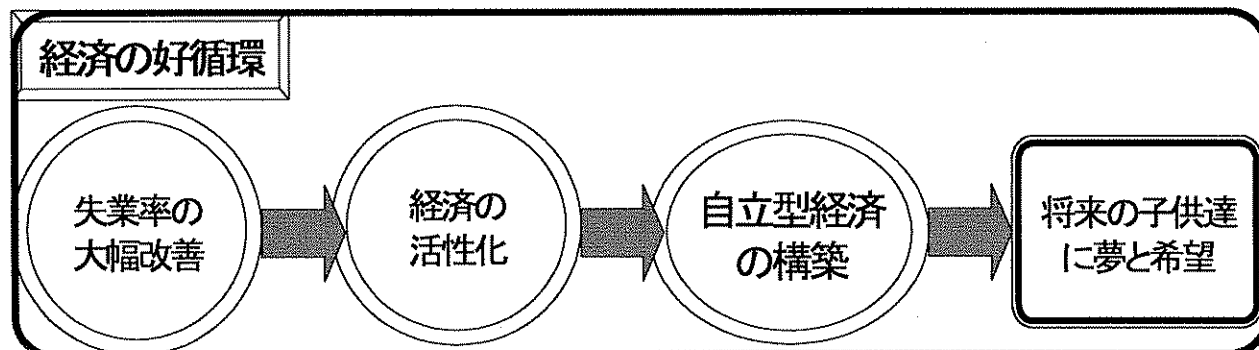 経済の好循環
失業率の
大幅改善
経済の
活性化
自立型経済
の構築
将来の子供達
に夢と希望